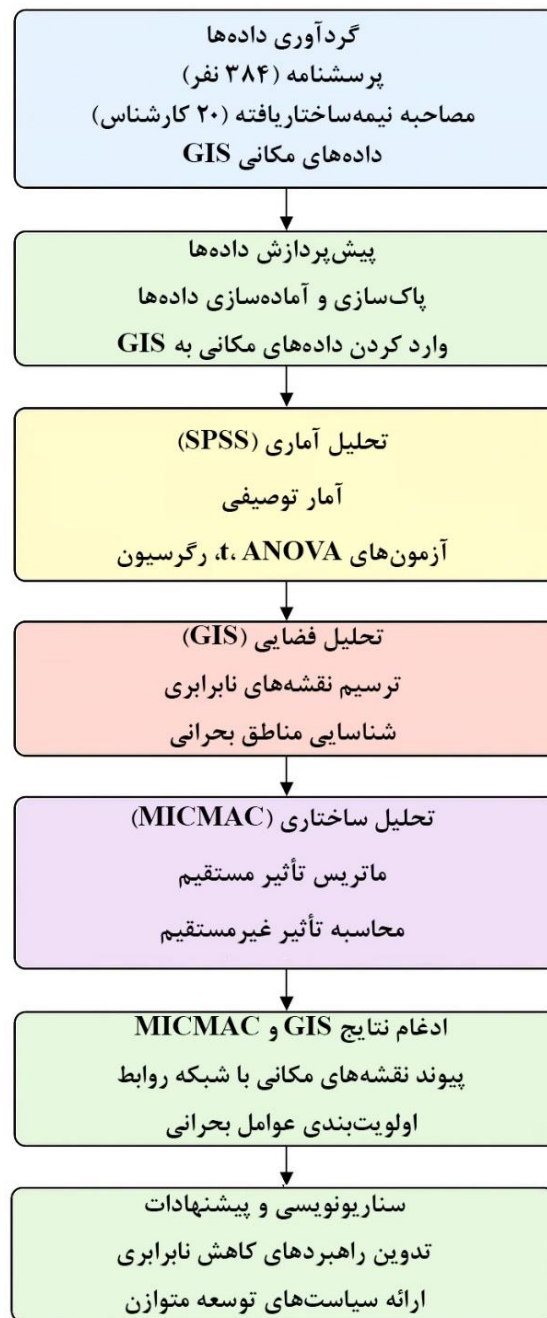 گردآوری داده‌ها
پرسشنامه (۳۸۴ نفر)
مصاحبه نیمه‌ساختاریافته (۲۰ کارشناس)
داده‌های مکانی GIS
پیش‌پردازش داده‌ها
پاک‌سازی و آماده‌سازی داده‌ها
وارد کردن داده‌های مکانی به GIS
تحلیل آماری (SPSS)
آمار توصیفی
آزمون‌های t، ANOVA، رگرسیون
تحلیل فضایی (GIS)
ترسیم نقشه‌های نابرابری
شناسایی مناطق بحرانی
تحلیل ساختاری (MICMAC)
ماتریس تأثیر مستقیم
محاسبه تأثیر غیرمستقیم
ادغام نتایج GIS و MICMAC
پیوند نقشه‌های مکانی با شبکه روابط
اولویت‌بندی عوامل بحرانی
سناریونویسی و پیشنهادات
تدوین راهبردهای کاهش نابرابری
ارائه سیاست‌های توسعه متوازن